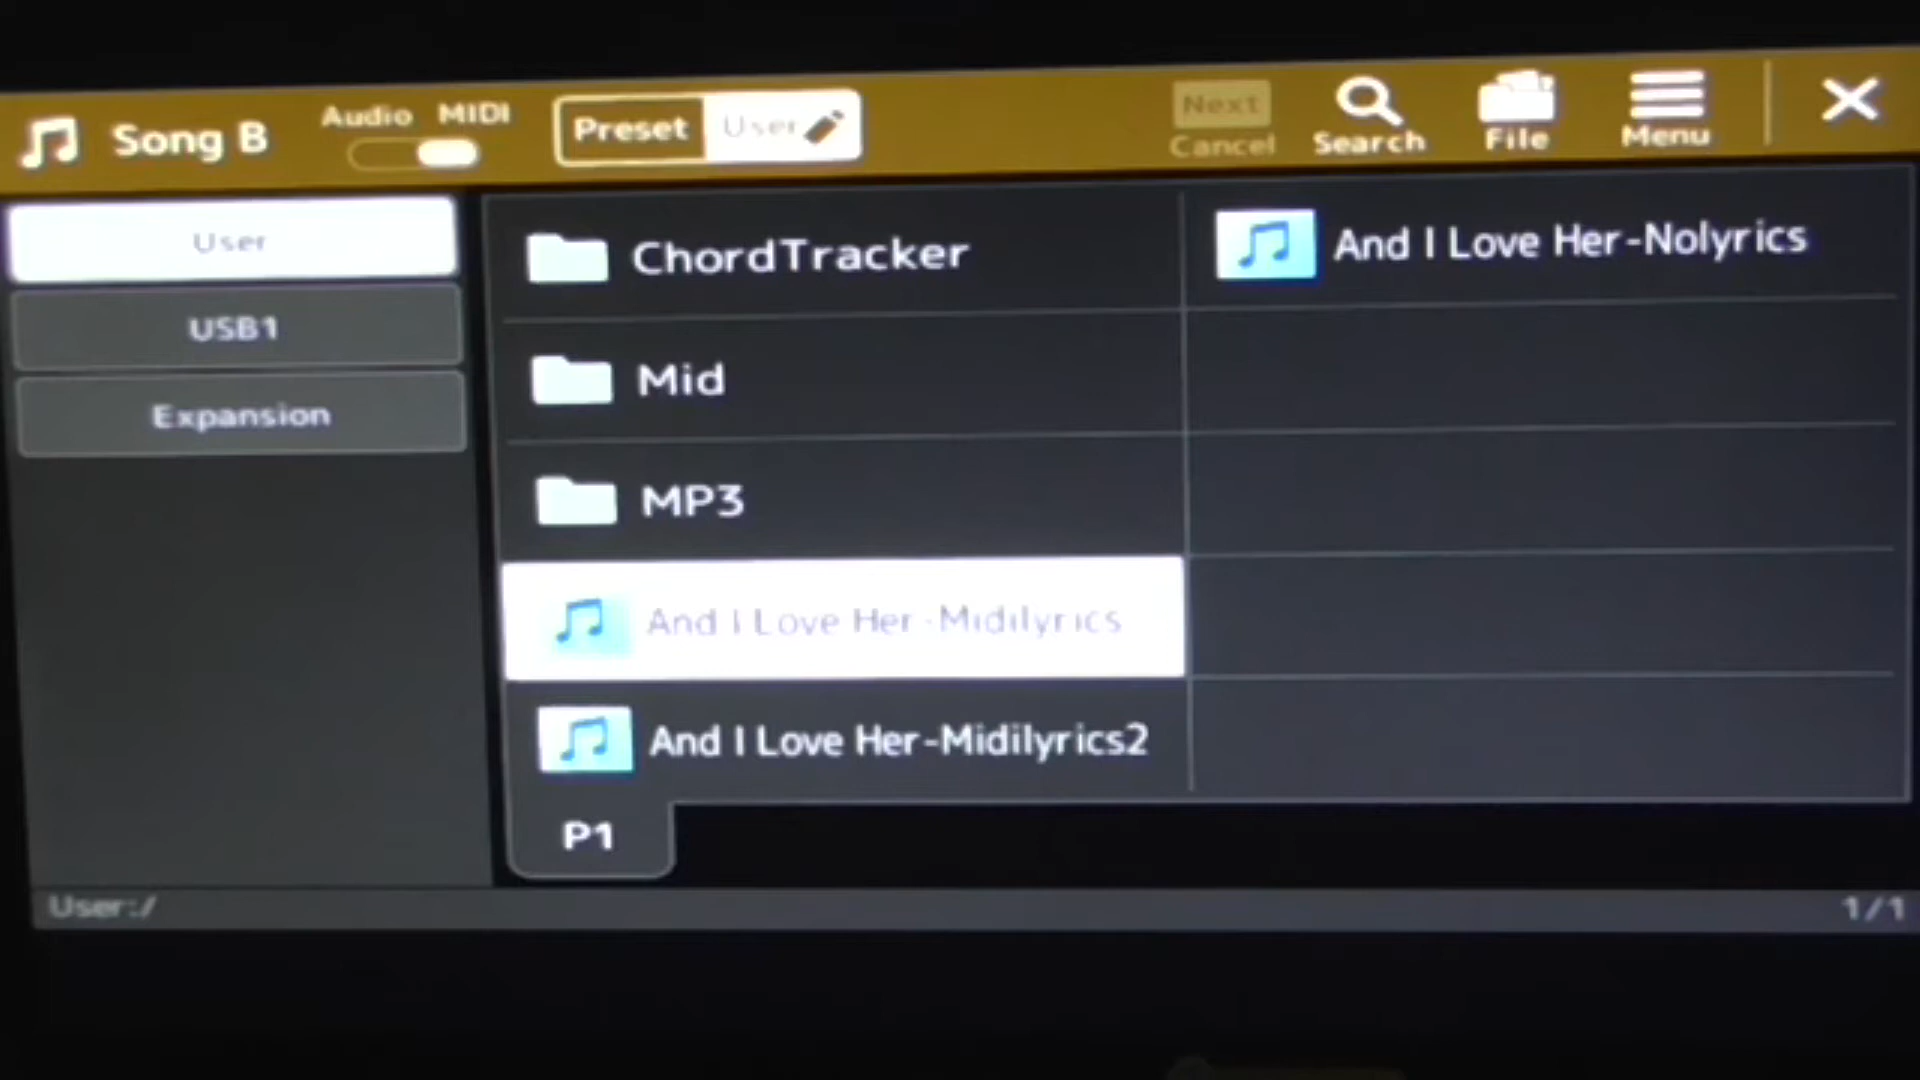 Song B
Audio MIDI
Preset
User
Next
Cancel
Search
File
Menu
User
USB1
Expansion
ChordTracker
Mid
MP3
And I Love Her-Midilyrics
And I Love Her-Midilyrics2
And I Love Her-Nolyrics
P1
User:/
1/1